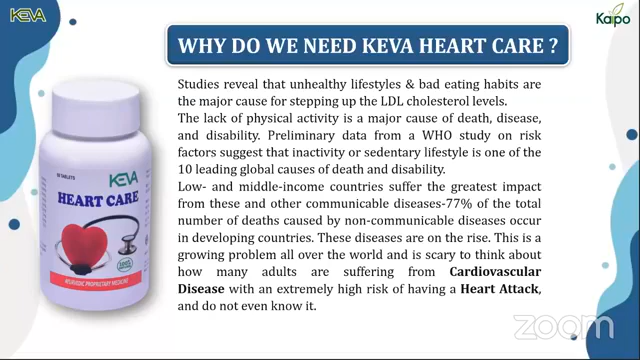 KEVA
Kaipo
WHY DO WE NEED KEVA HEART CARE ?
Studies reveal that unhealthy lifestyles & bad eating habits are
the major cause for stepping up the LDL cholesterol levels.
The lack of physical activity is a major cause of death, disease,
and disability. Preliminary data from a WHO study on risk
factors suggest that inactivity or sedentary lifestyle is one of the
10 leading global causes of death and disability.
Low- and middle-income countries suffer the greatest impact
from these and other communicable diseases-77% of the total
number of deaths caused by non-communicable diseases occur
in developing countries. These diseases are on the rise. This is a
growing problem all over the world and is scary to think about
how many adults are suffering from Cardiovascular
Disease with an extremely high risk of having a Heart Attack,
and do not even know it.
KEVA
HEART CARE
AYURVEDIC PROPRIETARY MEDICINE
zoom